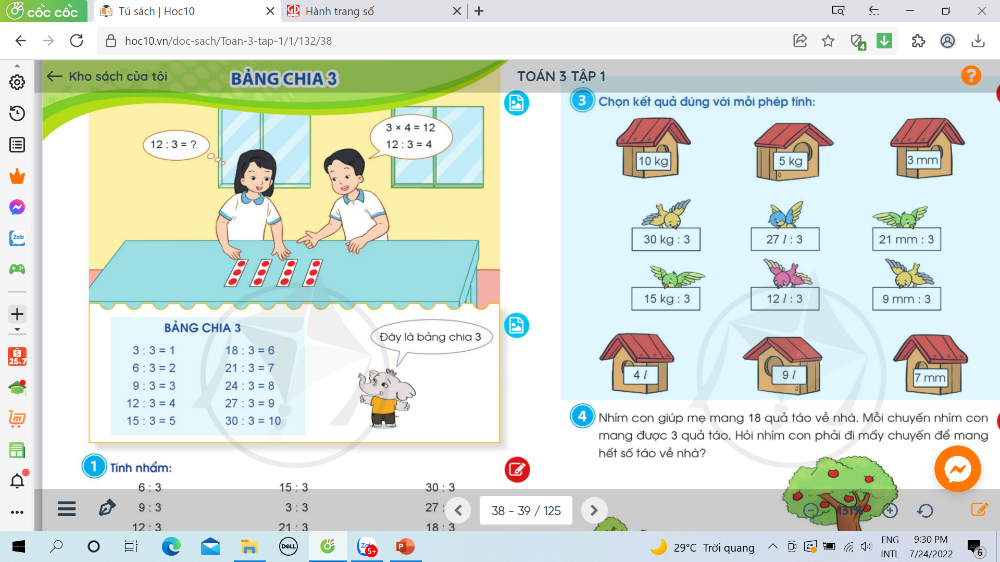 cốc cốc
Tủ sách | Hoc10
Hành trang số
hoc10.vn/doc-sach/Toan-3-tap-1/1/132/38
4
Kho sách của tôi
BẢNG CHIA 3
TOÁN 3 TẬP 1
12 : 3 = ?
3 × 4 = 12
12 : 3 = 4
BẢNG CHIA 3
3 : 3 = 1
6 : 3 = 2
9 : 3 = 3
12 : 3 = 4
15 : 3 = 5
18 : 3 = 6
21 : 3 = 7
24 : 3 = 8
27 : 3 = 9
30 : 3 = 10
Đây là bảng chia 3
1 Tính nhẩm:
6 : 3 15 : 3 30 : 3
9 : 3 3 : 3 27 :
12 : 3 21 : 3 18 : 3
3 Chọn kết quả đúng với mỗi phép tính:
10 kg 5 kg 3 mm
30 kg : 3 27 l : 3 21 mm : 3
15 kg : 3 12 l : 3 9 mm : 3
4 l 9 l 7 mm
4 Nhím con giúp mẹ mang 18 quả táo về nhà. Mỗi chuyến nhím con
mang được 3 quả táo. Hỏi nhím con phải đi mấy chuyến để mang
hết số táo về nhà?
38 - 39 / 125
131%
Zalo
25.7
DELL
5+
29°C Trời quang
ENG
INTL
9:30 PM
7/24/2022
6